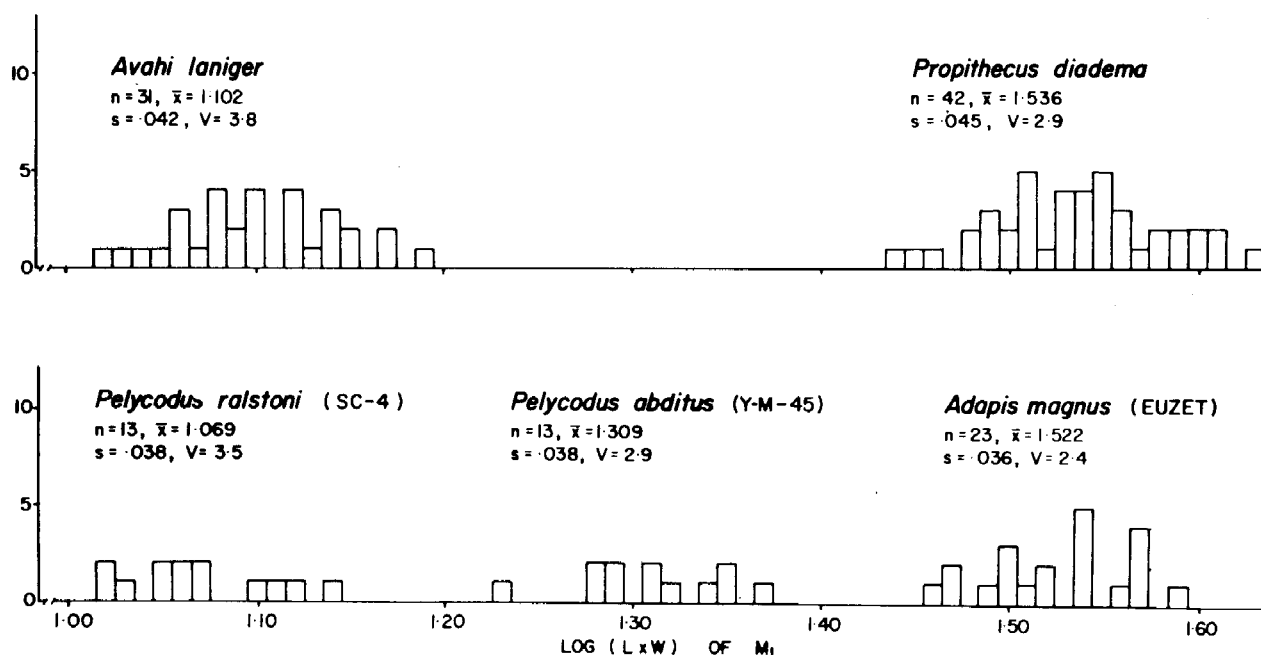 10
5
0
Avahi laniger
n=31, x̄=1·102
s=·042, V=3·8
Propithecus diadema
n=42, x̄=1·536
s=·045, V=2·9
10
5
0
Pelycodus ralstoni (SC-4)
n=13, x̄=1·069
s=·038, V=3·5
Pelycodus abditus (Y-M-45)
n=13, x̄=1·309
s=·038, V=2·9
Adapis magnus (EUZET)
n=23, x̄=1·522
s=·036, V=2·4
1·00 1·10 1·20 1·30 1·40 1·50 1·60
LOG (L x W) OF M₁